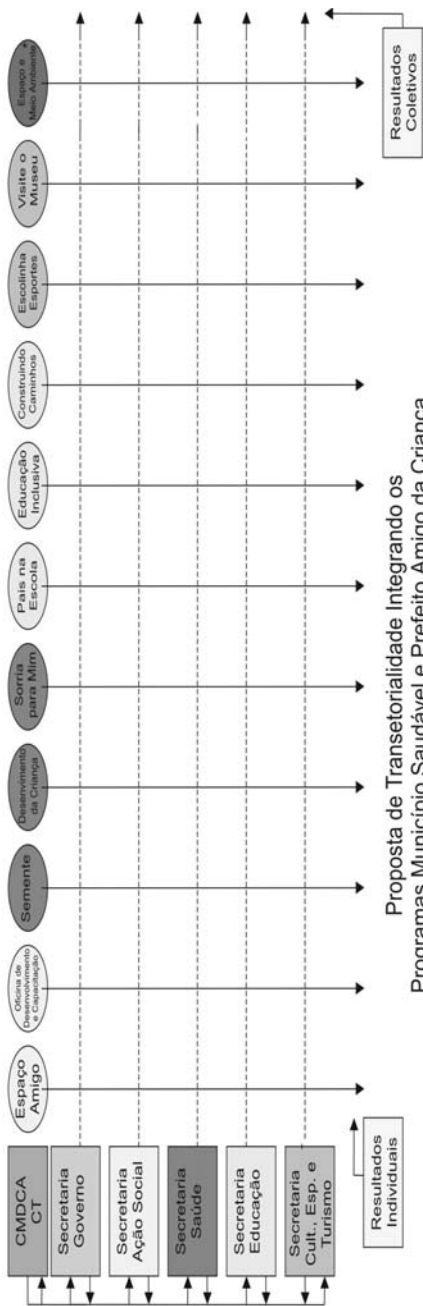 CMDCA
CT
Secretaria
Governo
Secretaria
Ação Social
Secretaria
Saúde
Secretaria
Educação
Secretaria
Cult., Esp. e
Turismo
Espaço
Amigo
Oficina de
Desenvolvimento
e Capacitação
Semente
Desenvimento
da Criança
Sorria
para Mim
Pais na
Escola
Educação
Inclusiva
Construindo
Caminhos
Escolinha
Esportes
Visite o
Museu
Espaço e
Meio Ambiente
Resultados
Individuais
Resultados
Coletivos
Proposta de Transetorialidade Integrando os
Programas Município Saudável e Prefeito Amigo da Criança